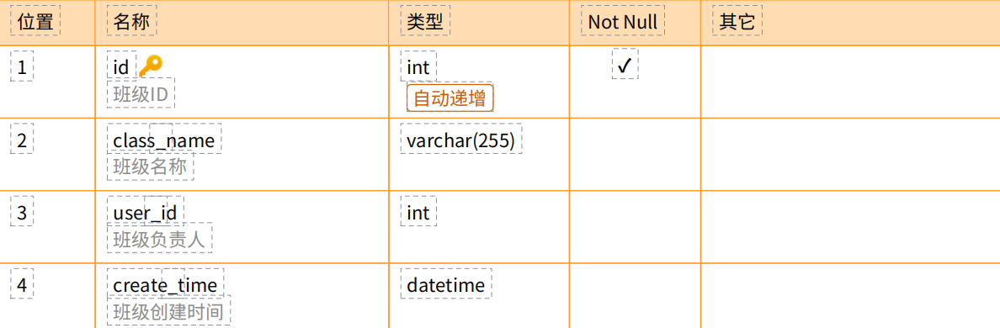 位置 名称 类型 Not Null 其它
1 id int ✓
班级ID 自动递增
2 class_name varchar(255)
班级名称
3 user_id int
班级负责人
4 create_time datetime
班级创建时间